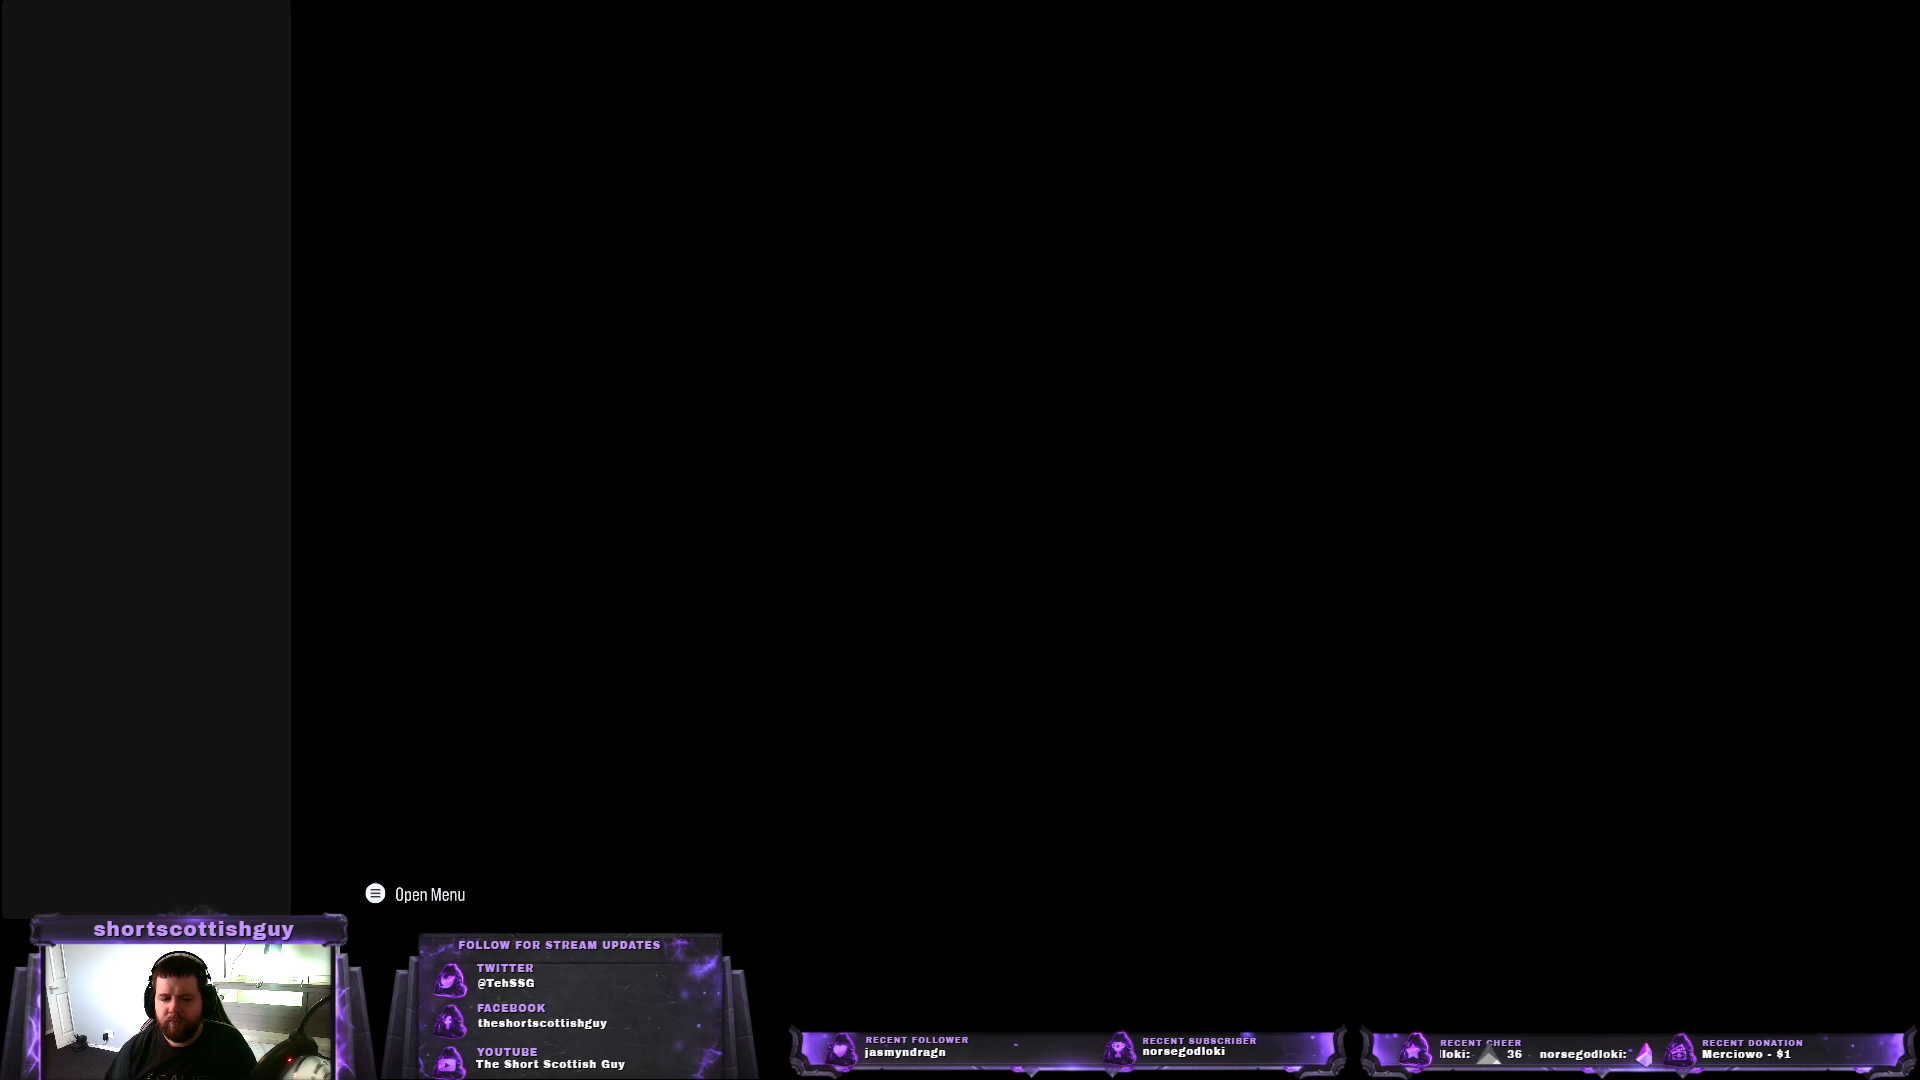 Open Menu
shortscottishguy
FOLLOW FOR STREAM UPDATES
TWITTER
@TehSSG
FACEBOOK
theshortscottishguy
YOUTUBE
The Short Scottish Guy
RECENT FOLLOWER
jasmyndragn
RECENT SUBSCRIBER
norsegodloki
RECENT CHEER
loki: 36 norsegodloki:
RECENT DONATION
Merciowo - $1